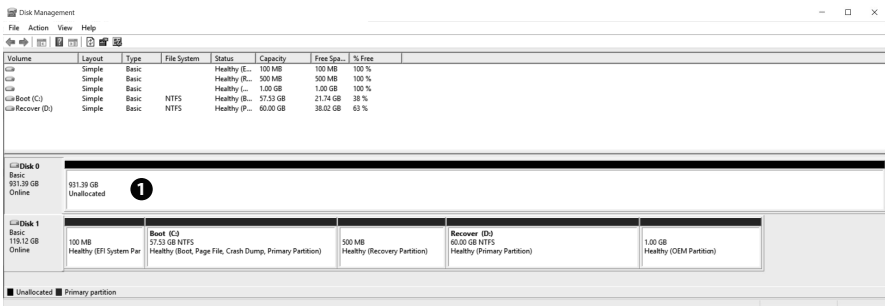 Disk Management
File Action View Help
Volume Layout Type File System Status Capacity Free Spa... % Free
Simple Basic Healthy (E... 100 MB 100 MB 100 %
Simple Basic Healthy (R... 500 MB 500 MB 100 %
Simple Basic Healthy (... 1.00 GB 1.00 GB 100 %
Boot (C:) Simple Basic NTFS Healthy (B... 57.53 GB 21.74 GB 38 %
Recover (D:) Simple Basic NTFS Healthy (P... 60.00 GB 38.02 GB 63 %
Disk 0
Basic
931.39 GB
Online
931.39 GB
Unallocated
1
Disk 1
Basic
119.12 GB
Online
100 MB
Healthy (EFI System Par
Boot (C:)
57.53 GB NTFS
Healthy (Boot, Page File, Crash Dump, Primary Partition)
500 MB
Healthy (Recovery Partition)
Recover (D:)
60.00 GB NTFS
Healthy (Primary Partition)
1.00 GB
Healthy (OEM Partition)
Unallocated Primary partition